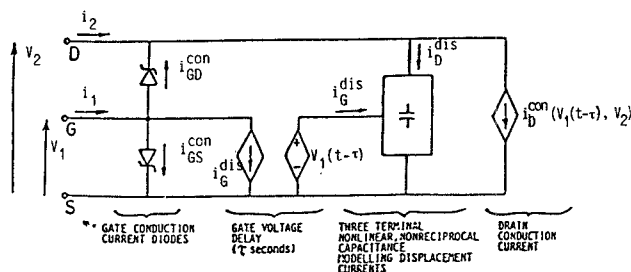 i₂
D
V₂
i_GD^con
i_D^dis
i_G^dis
i₁
G
V₁
i_GS^con
i_G^dis
V₁(t-τ)
i_D^con(V₁(t-τ), V₂)
S
GATE CONDUCTION
CURRENT DIODES
GATE VOLTAGE
DELAY
(τ seconds)
THREE TERMINAL
NONLINEAR, NONRECIPROCAL
CAPACITANCE
MODELLING DISPLACEMENT
CURRENTS
DRAIN
CONDUCTION
CURRENT